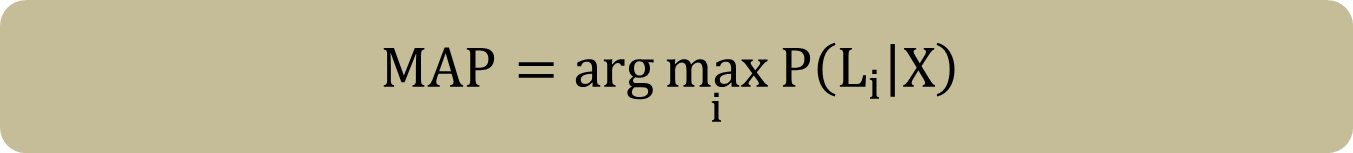 MAP = arg max P(Lᵢ|X)
i